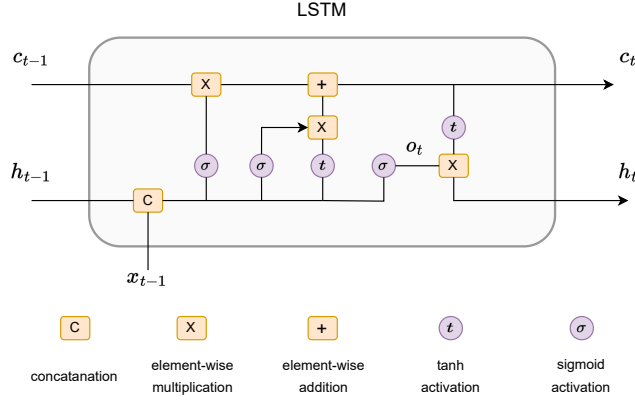 LSTM
c_{t-1} c_t
X +
X t
σ σ t σ o_t X
h_{t-1} h_t
C
x_{t-1}
C X + t σ
concatanation element-wise multiplication element-wise addition tanh activation sigmoid activation